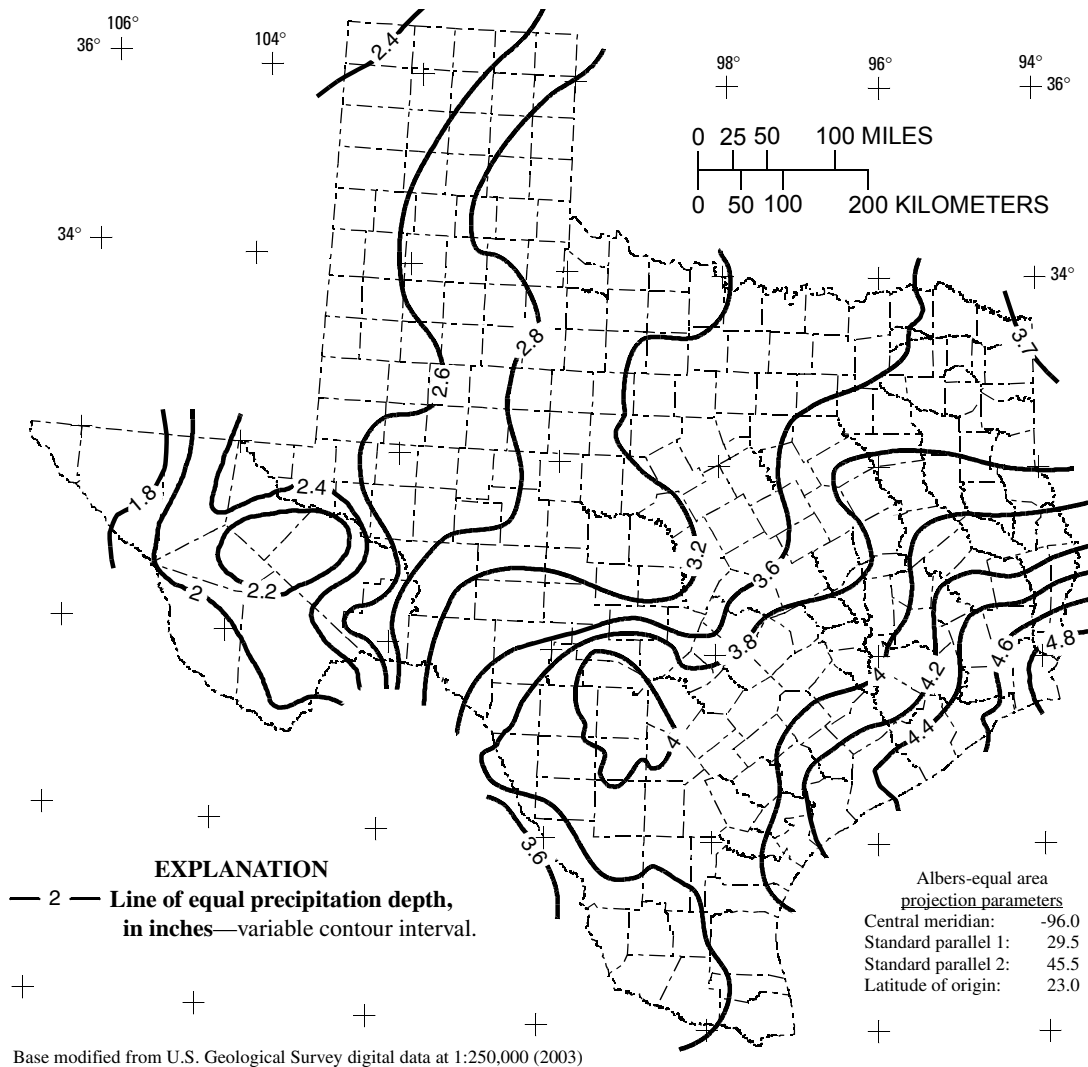 106°
36°
104°
98°
96°
94°
36°
2.4
0 25 50 100 MILES
0 50 100 200 KILOMETERS
34°
34°
2.8
3.7
2.6
2.4
1.8
3.2
3.6
2.2
2
3.8
4.6
4.8
4
4.2
4.4
4
3.6
EXPLANATION
2 Line of equal precipitation depth,
in inches—variable contour interval.
Albers-equal area
projection parameters
Central meridian: -96.0
Standard parallel 1: 29.5
Standard parallel 2: 45.5
Latitude of origin: 23.0
Base modified from U.S. Geological Survey digital data at 1:250,000 (2003)